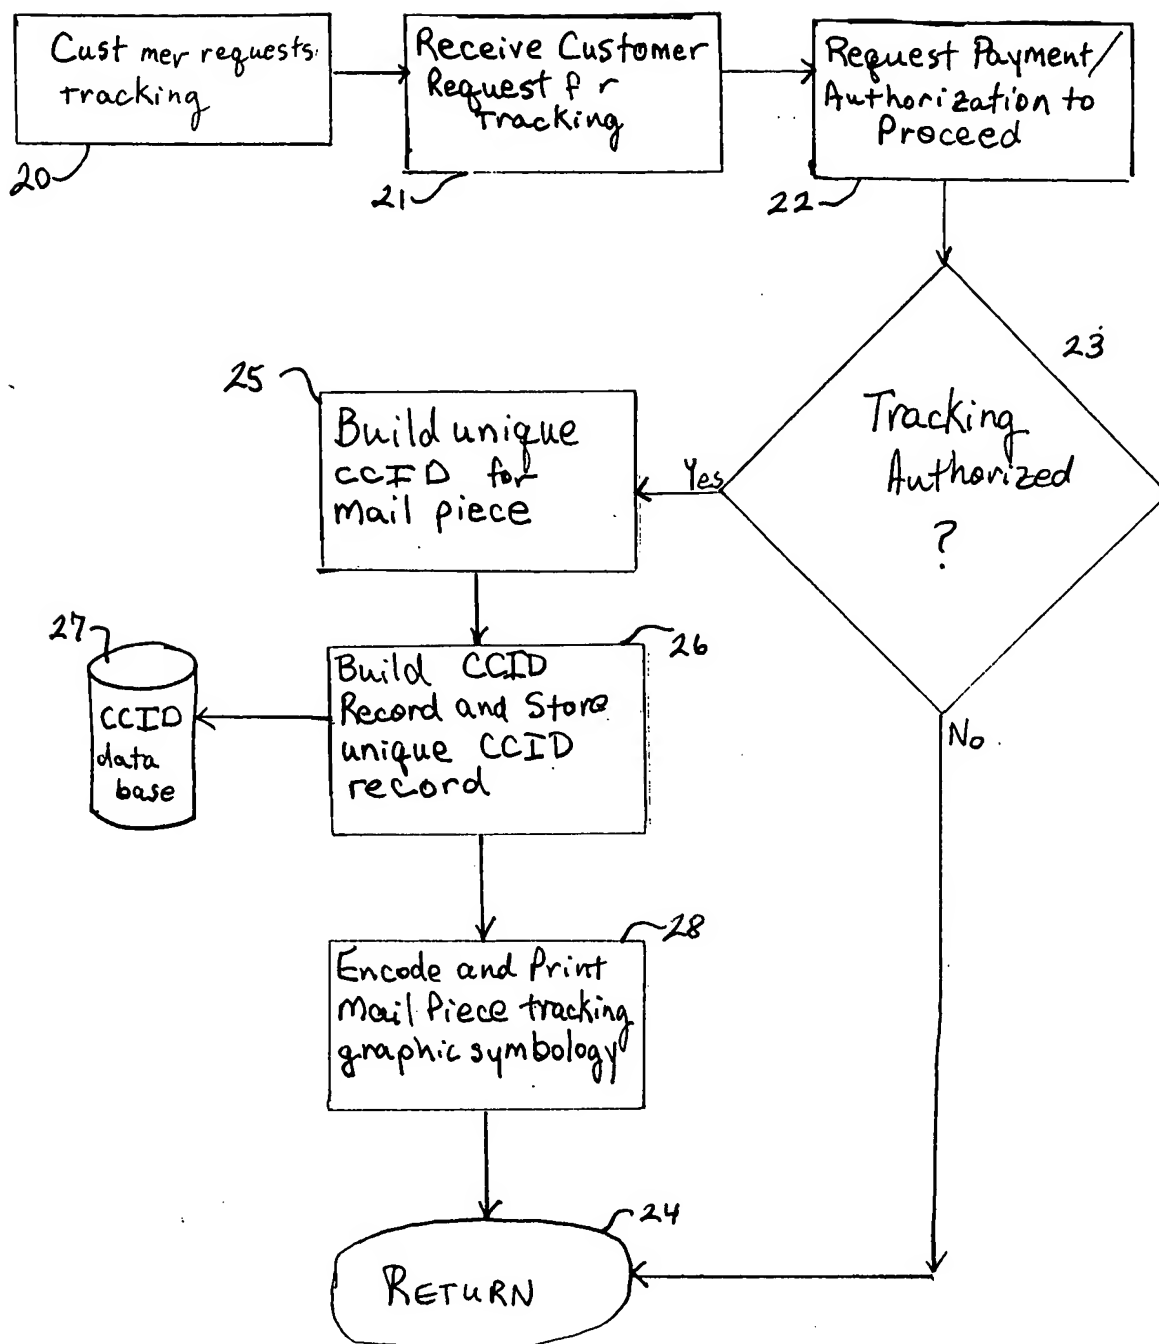 Cust mer requests
tracking
20
Receive Customer
Request f r
Tracking
21
Request Payment/
Authorization to
Proceed
22
23
Tracking
Authorized
?
Yes
No
25
Build unique
CCID for
Mail piece
26
Build CCID
Record and Store
unique CCID
record
27
CCID
data
base
28
Encode and Print
Mail Piece tracking
graphic symbology
24
RETURN